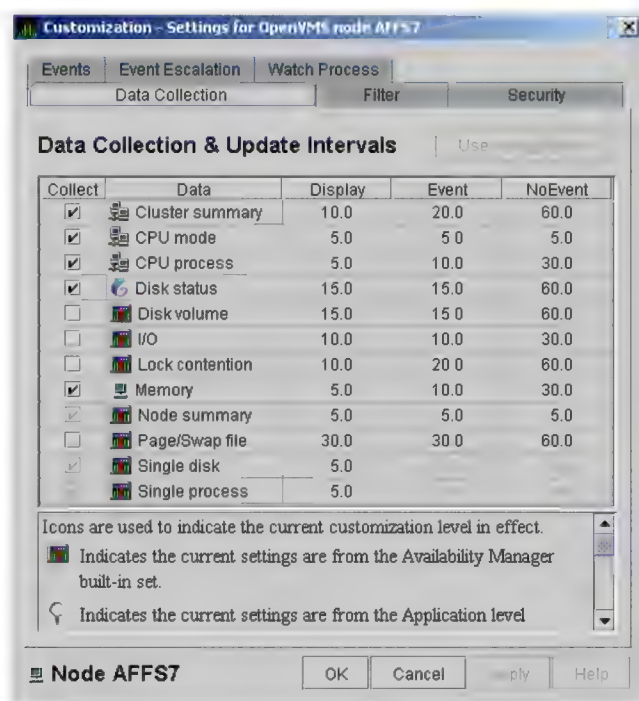 Customization - Settings for OpenVMS node AFFS7
Events Event Escalation Watch Process
Data Collection Filter Security
Data Collection & Update Intervals Use
Collect Data Display Event NoEvent
Cluster summary 10.0 20.0 60.0
CPU mode 5.0 5 0 5.0
CPU process 5.0 10.0 30.0
Disk status 15.0 15.0 60.0
Disk volume 15.0 15 0 60.0
I/O 10.0 10.0 30.0
Lock contention 10.0 20 0 60.0
Memory 5.0 10.0 30.0
Node summary 5.0 5.0 5.0
Page/Swap file 30.0 30 0 60.0
Single disk 5.0
Single process 5.0
Icons are used to indicate the current customization level in effect.
Indicates the current settings are from the Availability Manager
built-in set.
Indicates the current settings are from the Application level
Node AFFS7 OK Cancel Help